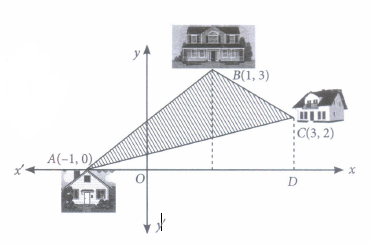 y
B(1, 3)
C(3, 2)
A(−1, 0)
x′
O
D
x
y′